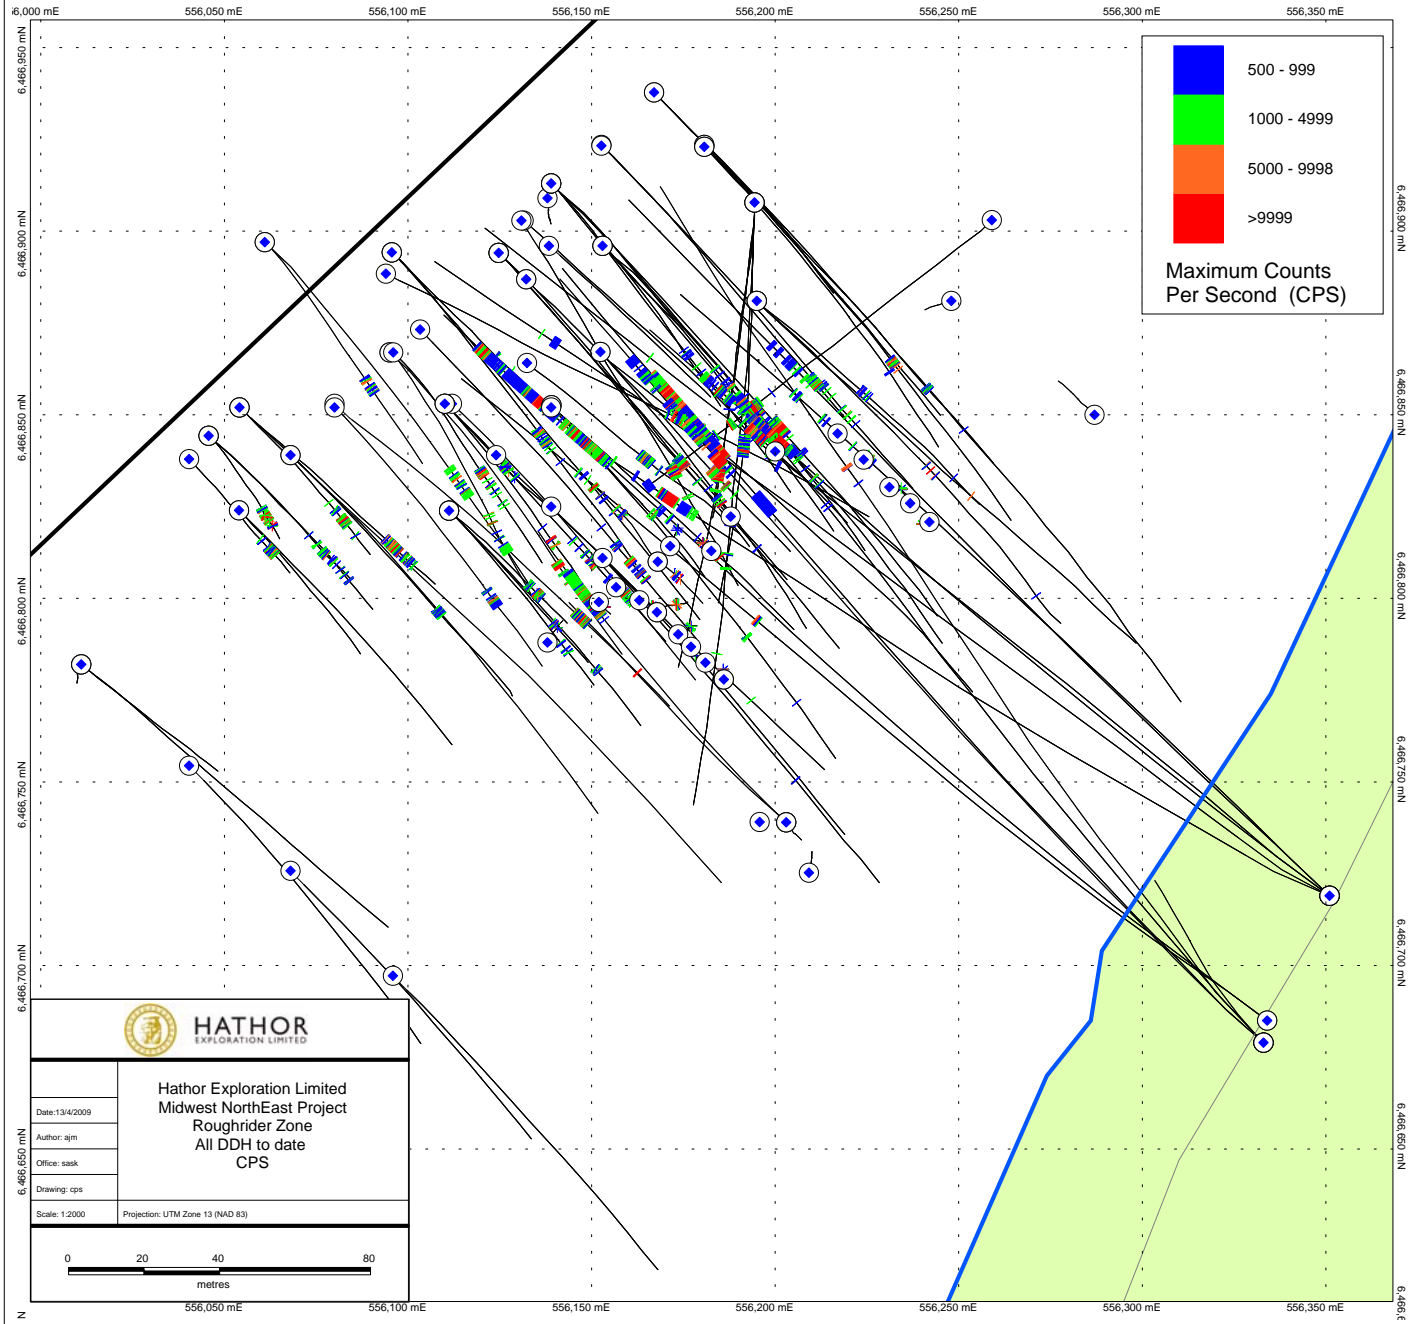 556,000 mE
556,050 mE
556,100 mE
556,150 mE
556,200 mE
556,250 mE
556,300 mE
556,350 mE
6,466,950 mN
6,466,900 mN
6,466,850 mN
6,466,800 mN
6,466,750 mN
6,466,700 mN
6,466,650 mN
N
500 - 999
1000 - 4999
5000 - 9998
>9999
Maximum Counts
Per Second (CPS)
6,466,900 mN
6,466,850 mN
6,466,800 mN
6,466,750 mN
6,466,700 mN
6,466,650 mN
6,466,6
HATHOR
EXPLORATION LIMITED
Hathor Exploration Limited
Midwest NorthEast Project
Roughrider Zone
All DDH to date
CPS
Date:13/4/2009
Author: ajm
Office: sask
Drawing: cps
Scale: 1:2000
Projection: UTM Zone 13 (NAD 83)
0 20 40 80
metres
556,050 mE
556,100 mE
556,150 mE
556,200 mE
556,250 mE
556,300 mE
556,350 mE